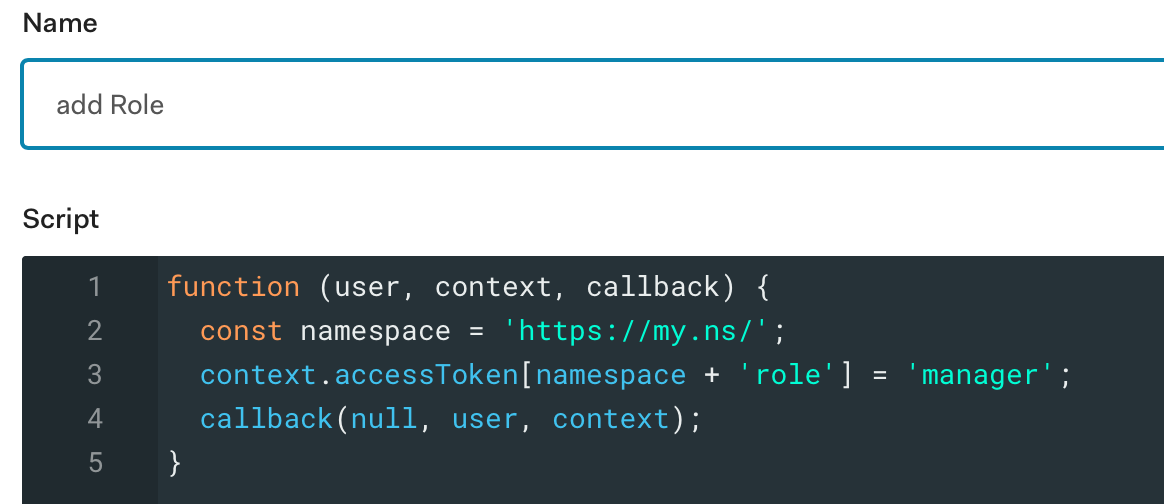 Name
add Role
Script
1 function (user, context, callback) {
2   const namespace = 'https://my.ns/';
3   context.accessToken[namespace + 'role'] = 'manager';
4   callback(null, user, context);
5 }